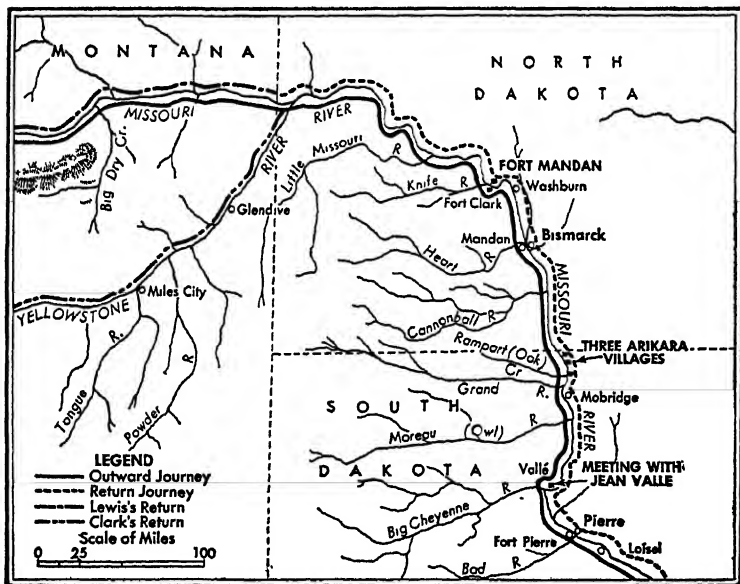 MONTANA
NORTH
DAKOTA
MISSOURI
RIVER
Big Dry Cr.
RIVER
Little Missouri R
FORT MANDAN
Knife R
Washburn
Fort Clark
Glendive
Mandan
Bismarck
Heart R
MISSOURI
Miles City
YELLOWSTONE
Cannonball R
Rampart (Oak)
Cr
THREE ARIKARA
VILLAGES
Tongue R.
Powder R
Grand R.
Mobridge
SOUTH
Moreau (Owl) R
RIVER
DAKOTA
Vallé
MEETING WITH
JEAN VALLE
Big Cheyenne R
Pierre
Fort Pierre
Loisel
Bad R
LEGEND
Outward Journey
Return Journey
Lewis's Return
Clark's Return
Scale of Miles
0 25 100